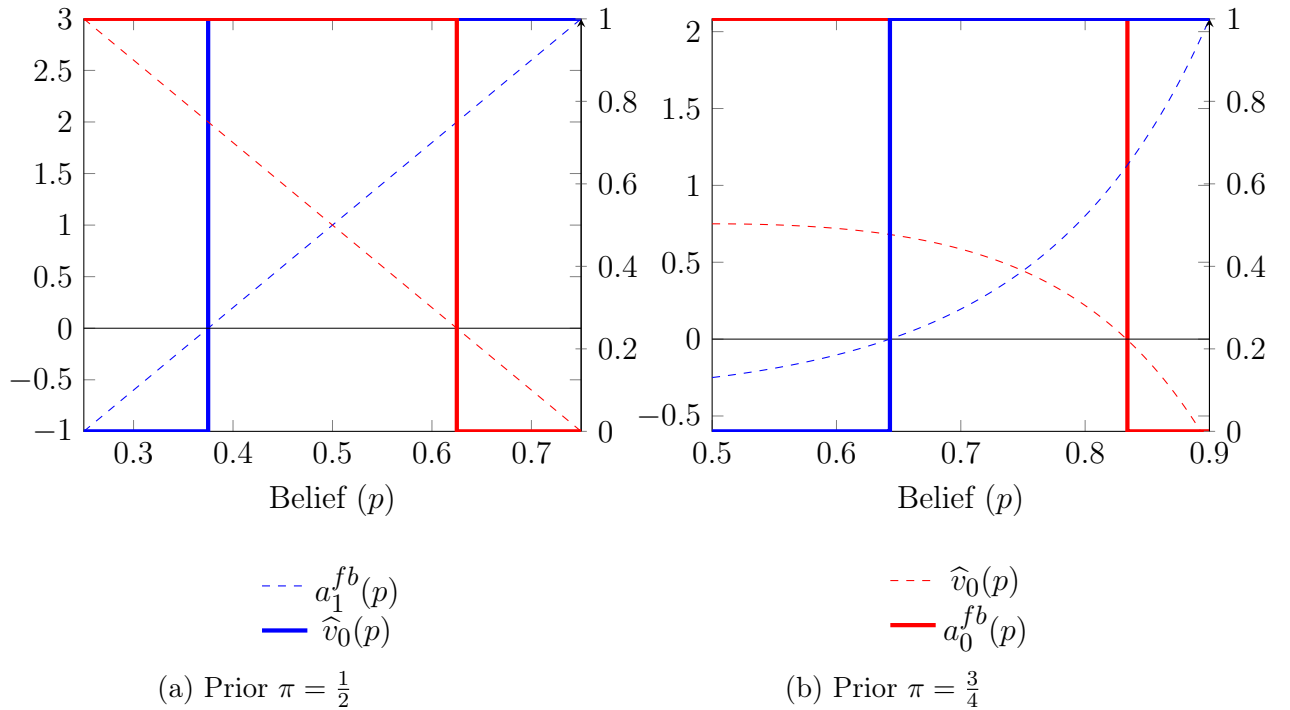 3
2.5
2
1.5
1
0.5
0
−0.5
−1
0.3 0.4 0.5 0.6 0.7
1
0.8
0.6
0.4
0.2
0
Belief (p)
2
1.5
1
0.5
0
−0.5
0.5 0.6 0.7 0.8 0.9
1
0.8
0.6
0.4
0.2
0
Belief (p)
a_1^{fb}(p)
v̂_0(p)
v̂_0(p)
a_0^{fb}(p)
(a) Prior π = 1/2
(b) Prior π = 3/4